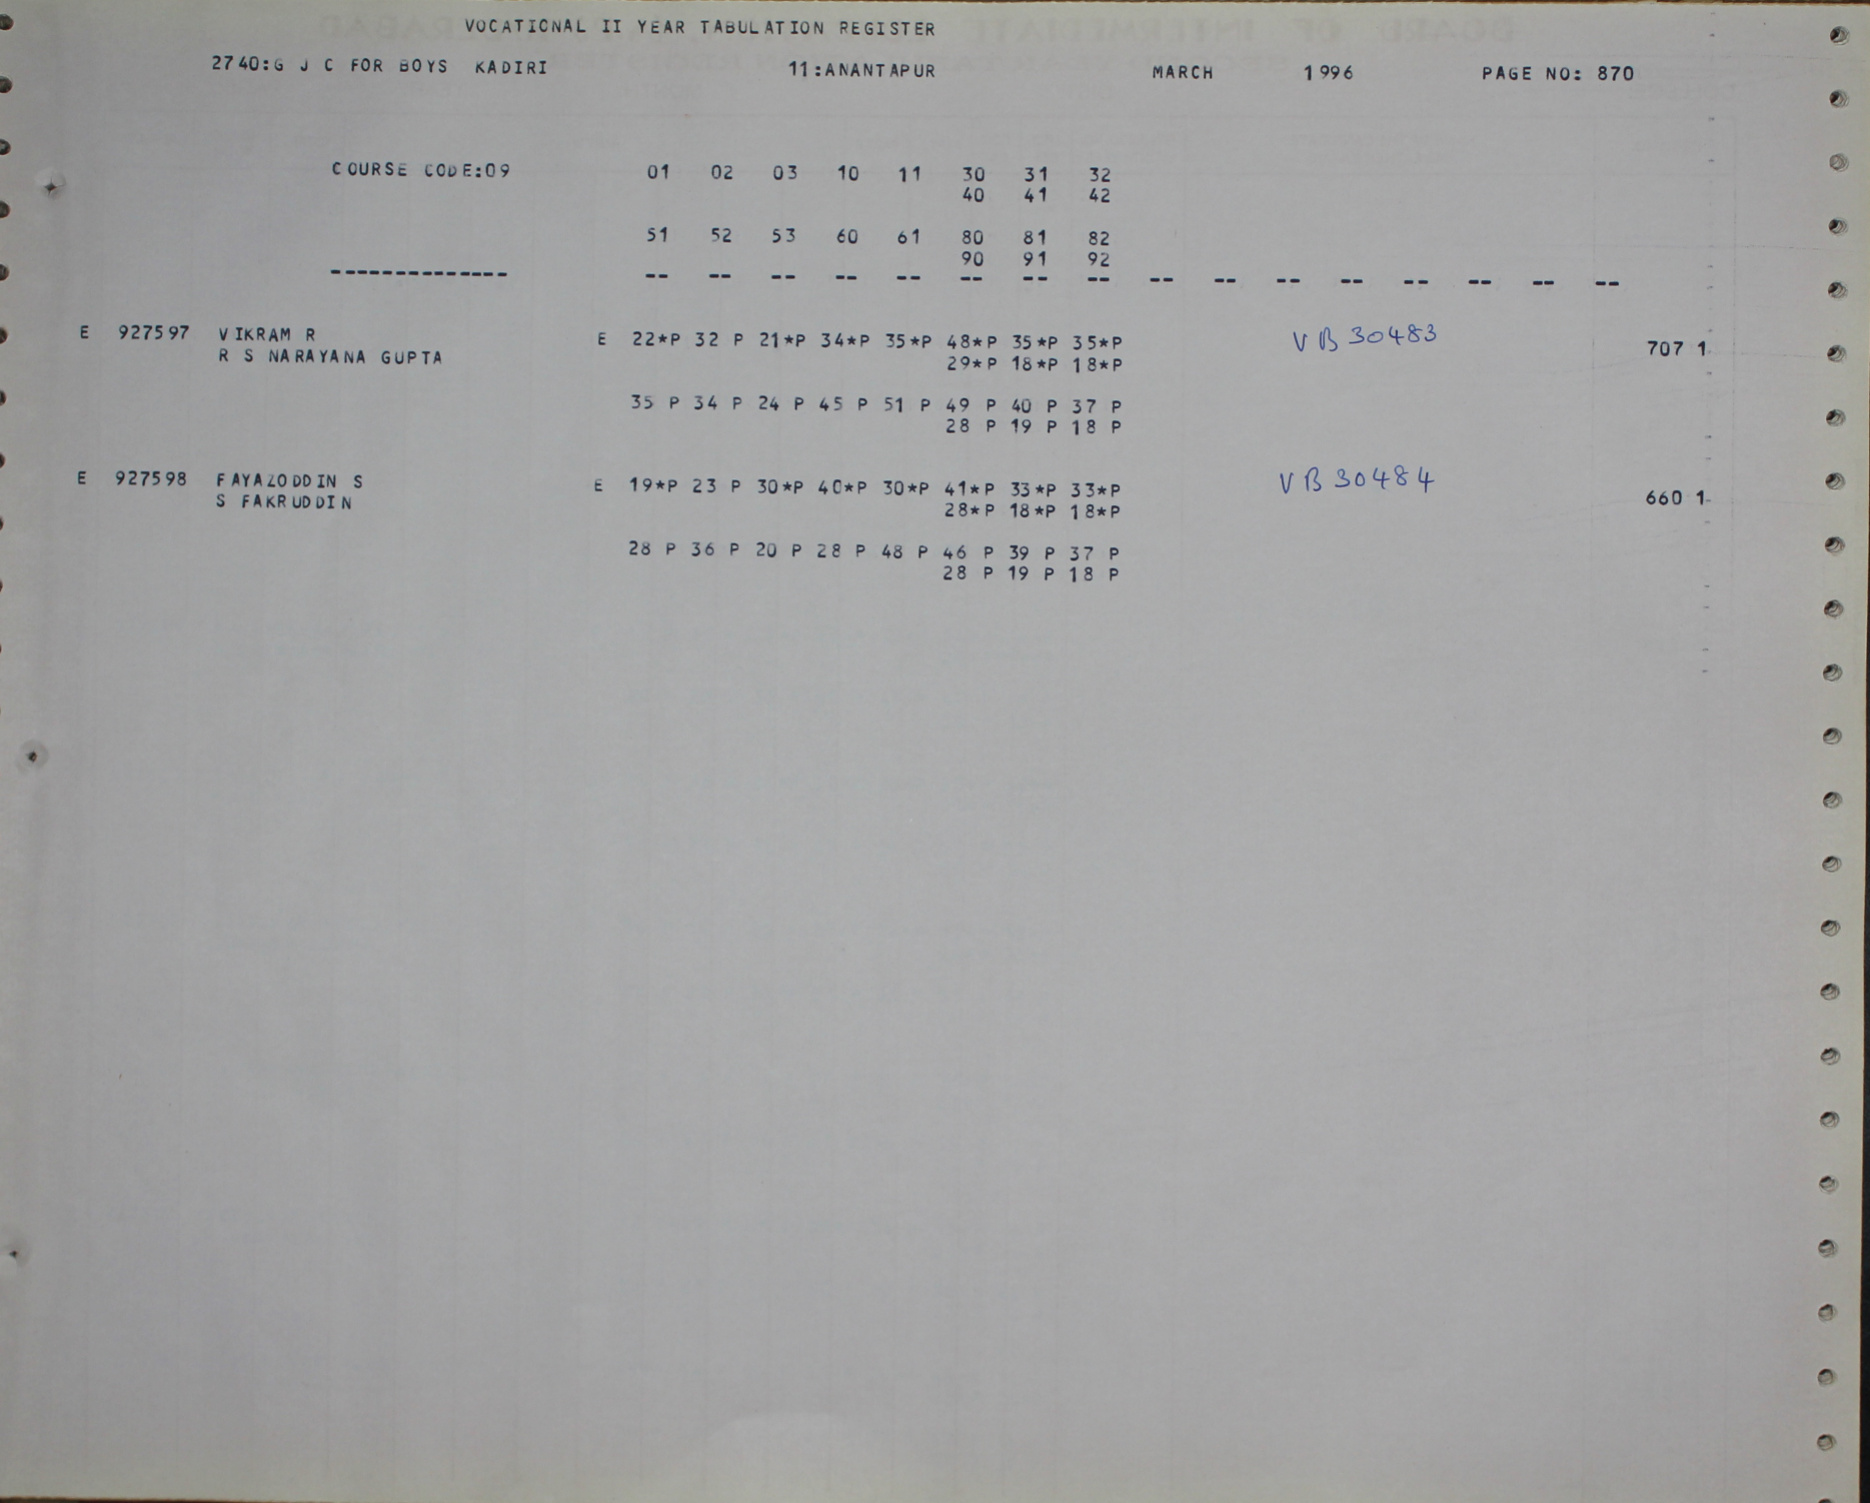 VOCATIONAL II YEAR TABULATION REGISTER
2740:G J C FOR BOYS KADIRI 11:ANANTAPUR MARCH 1996 PAGE NO: 870
COURSE CODE:09 01 02 03 10 11 30 31 32
40 41 42
51 52 53 60 61 80 81 82
90 91 92
-------------- -- -- -- -- -- -- -- -- -- -- -- -- -- -- -- --
E 927597 VIKRAM R E 22*P 32 P 21*P 34*P 35*P 48*P 35*P 35*P VB 30483
R S NARAYANA GUPTA 29*P 18*P 18*P 707 1
35 P 34 P 24 P 45 P 51 P 49 P 40 P 37 P
28 P 19 P 18 P
E 927598 FAYAZODDIN S E 19*P 23 P 30*P 40*P 30*P 41*P 33*P 33*P VB 30484
S FAKRUDDIN 28*P 18*P 18*P 660 1
28 P 36 P 20 P 28 P 48 P 46 P 39 P 37 P
28 P 19 P 18 P